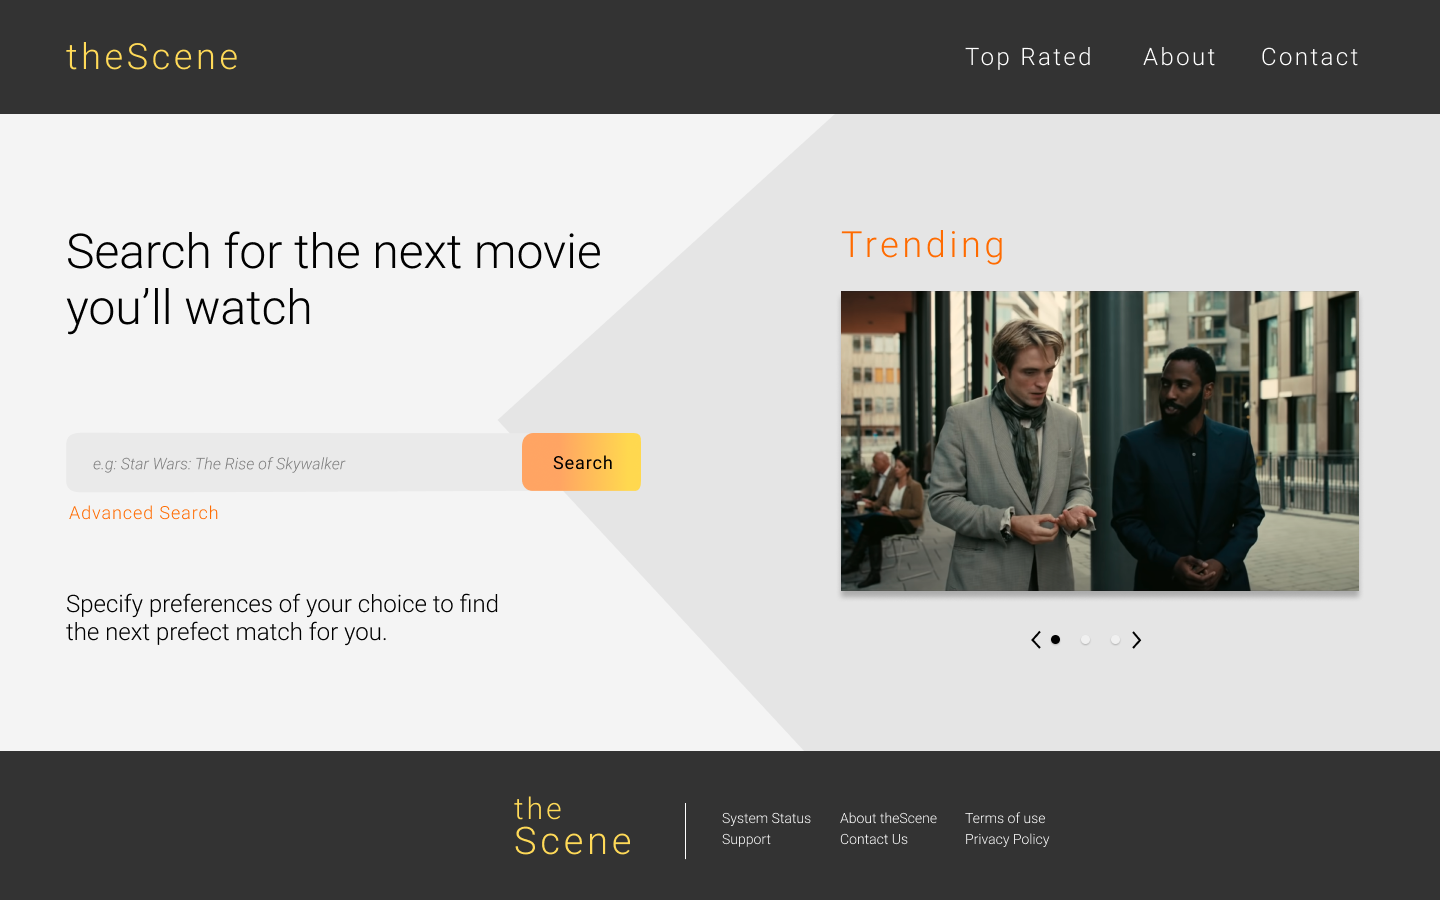 theScene
Top Rated About Contact
Search for the next movie
you’ll watch
e.g: Star Wars: The Rise of Skywalker
Search
Advanced Search
Specify preferences of your choice to find
the next prefect match for you.
Trending
the
Scene
System Status
Support
About theScene
Contact Us
Terms of use
Privacy Policy